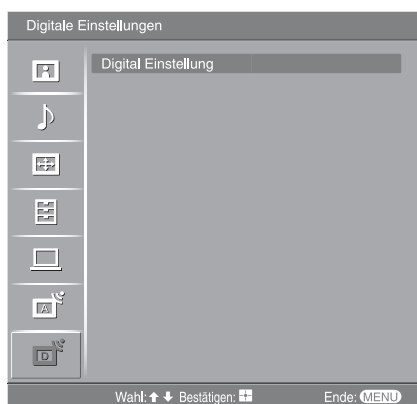 Digitale Einstellungen
Digital Einstellung
A
D
Wahl: Bestätigen: Ende: MENU